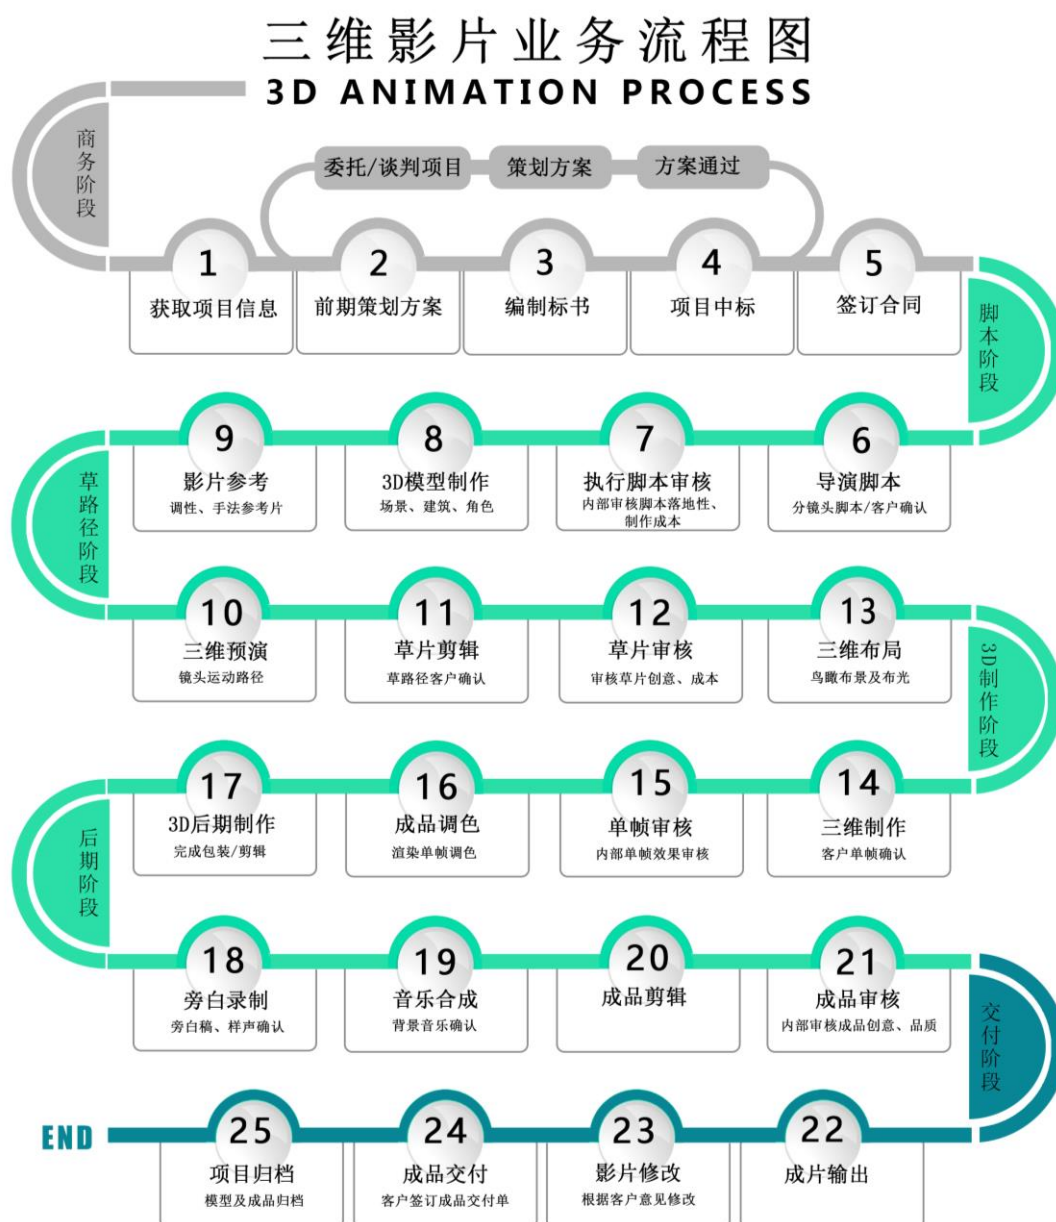 三维影片业务流程图
3D ANIMATION PROCESS
商务阶段
委托/谈判项目
策划方案
方案通过
1
获取项目信息
2
前期策划方案
3
编制标书
4
项目中标
5
签订合同
脚本阶段
6
导演脚本
分镜头脚本/客户确认
7
执行脚本审核
内部审核脚本落地性、
制作成本
8
3D模型制作
场景、建筑、角色
9
影片参考
调性、手法参考片
草路径阶段
10
三维预演
镜头运动路径
11
草片剪辑
草路径客户确认
12
草片审核
审核草片创意、成本
13
三维布局
鸟瞰布景及布光
3D制作阶段
14
三维制作
客户单帧确认
15
单帧审核
内部单帧效果审核
16
成品调色
渲染单帧调色
17
3D后期制作
完成包装/剪辑
后期阶段
18
旁白录制
旁白稿、样声确认
19
音乐合成
背景音乐确认
20
成品剪辑
21
成品审核
内部审核成品创意、品质
交付阶段
22
成片输出
23
影片修改
根据客户意见修改
24
成品交付
客户签订成品交付单
25
项目归档
模型及成品归档
END